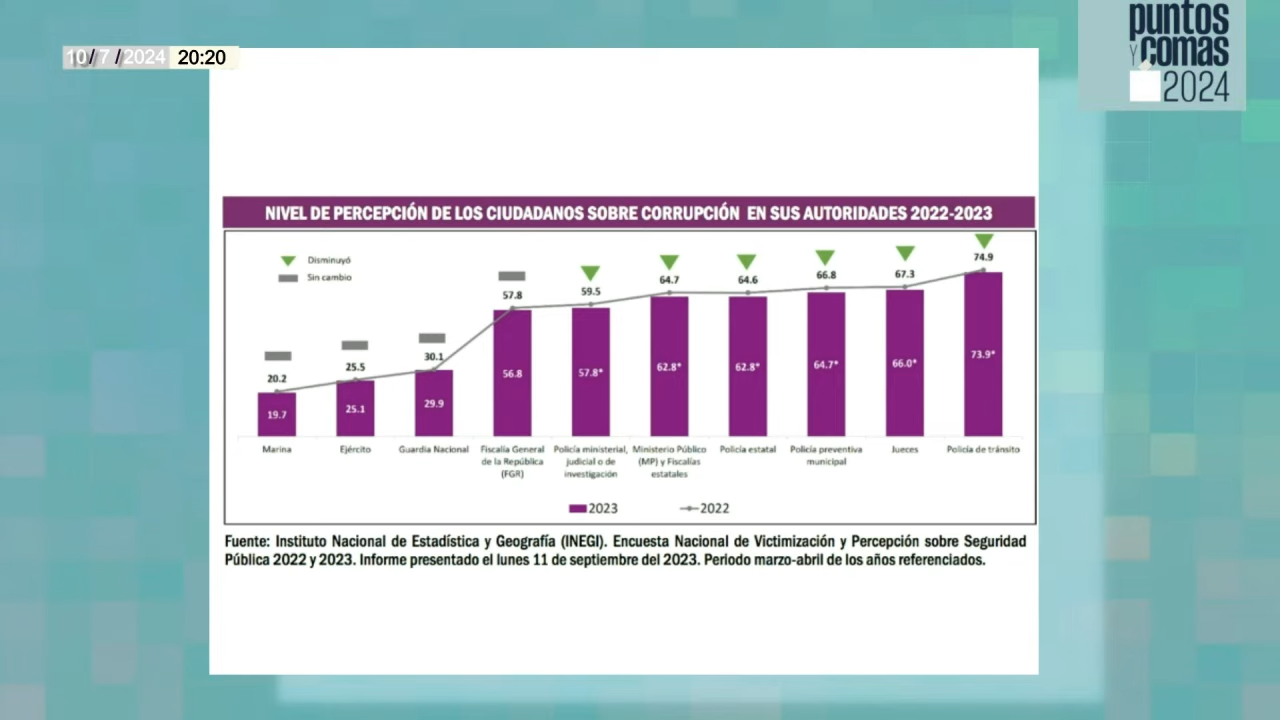 10/7/2024 20:20
puntos
Y comas
2024
NIVEL DE PERCEPCIÓN DE LOS CIUDADANOS SOBRE CORRUPCIÓN EN SUS AUTORIDADES 2022-2023
Disminuyó
Sin cambio
20.2 25.5 30.1 57.8 59.5 64.7 64.6 66.8 67.3 74.9
19.7 25.1 29.9 56.8 57.8* 62.8* 62.8* 64.7* 66.0* 73.9*
Marina
Ejército
Guardia Nacional
Fiscalía General
de la República
(FGR)
Policía ministerial,
judicial o de
investigación
Ministerio Público
(MP) y Fiscalías
estatales
Policía estatal
Policía preventiva
municipal
Jueces
Policía de tránsito
2023 2022
Fuente: Instituto Nacional de Estadística y Geografía (INEGI). Encuesta Nacional de Victimización y Percepción sobre Seguridad
Pública 2022 y 2023. Informe presentado el lunes 11 de septiembre del 2023. Periodo marzo-abril de los años referenciados.